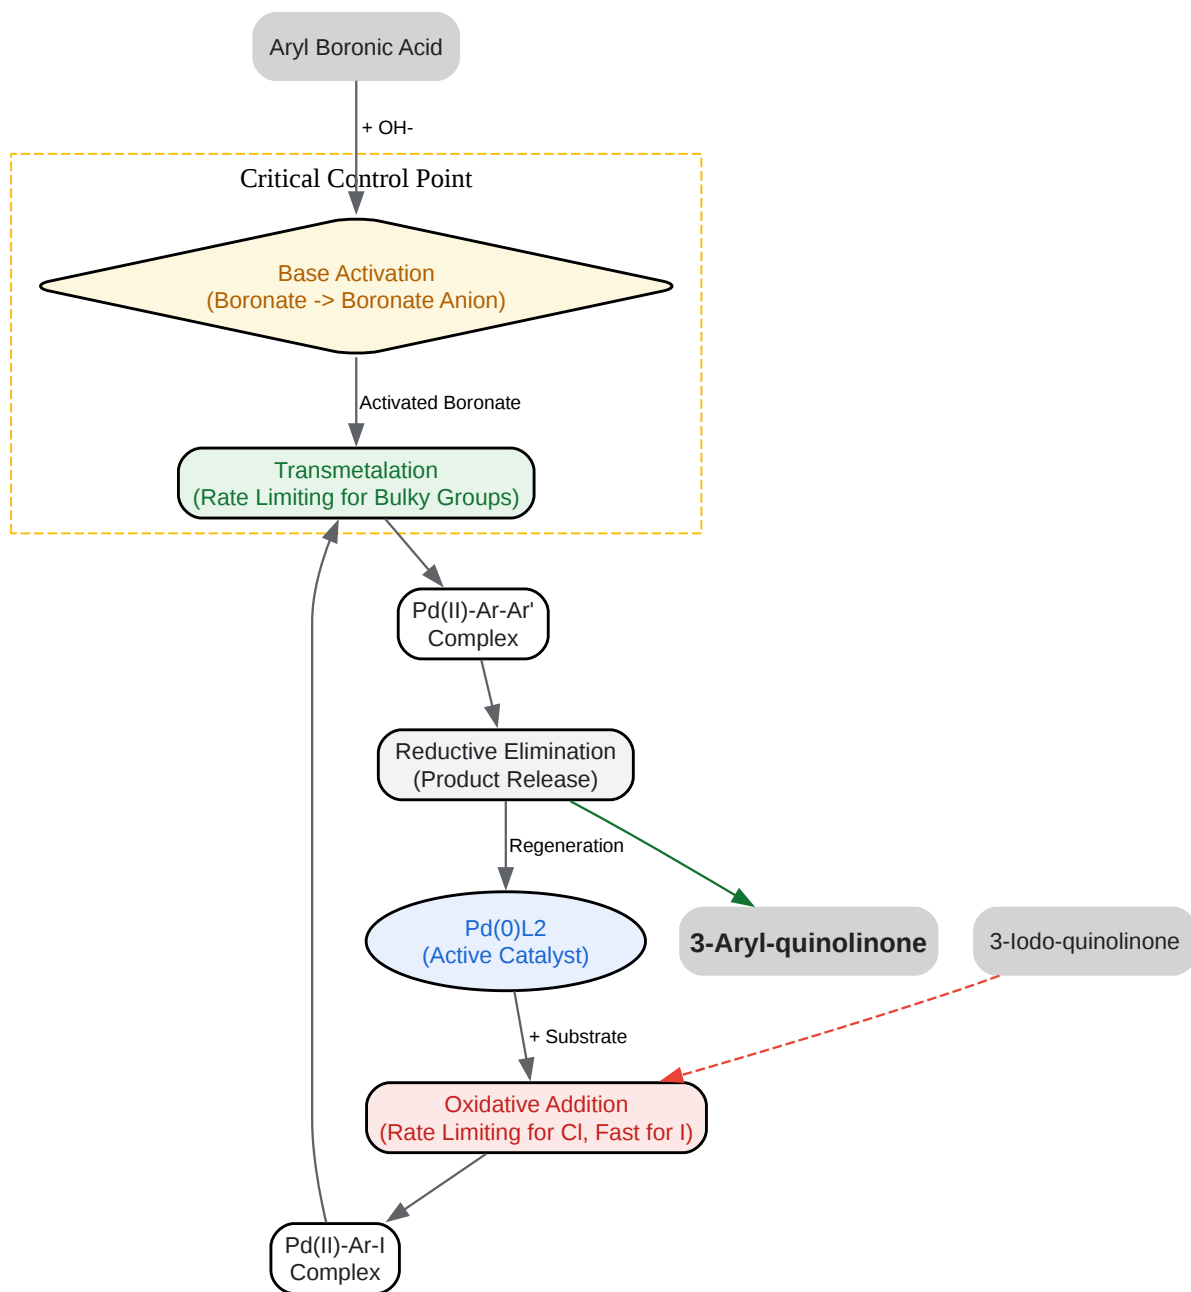 Aryl Boronic Acid
+ OH-
Critical Control Point
Base Activation
(Boronate -> Boronate Anion)
Activated Boronate
Transmetalation
(Rate Limiting for Bulky Groups)
Pd(II)-Ar-Ar'
Complex
Reductive Elimination
(Product Release)
Regeneration
Pd(0)L2
(Active Catalyst)
3-Aryl-quinolinone
3-Iodo-quinolinone
+ Substrate
Oxidative Addition
(Rate Limiting for Cl, Fast for I)
Pd(II)-Ar-I
Complex